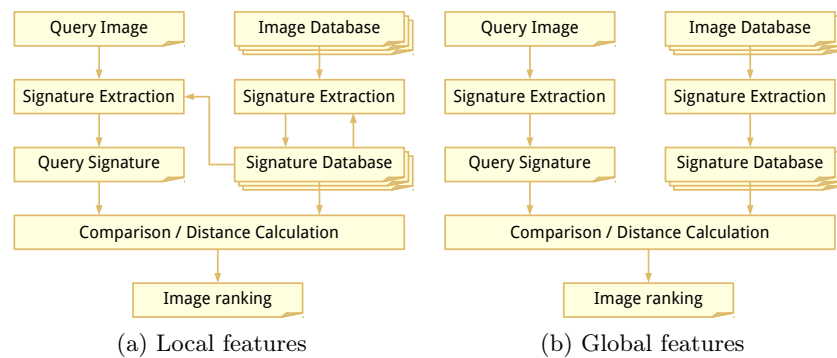 Query Image
Image Database
Signature Extraction
Signature Extraction
Query Signature
Signature Database
Comparison / Distance Calculation
Image ranking
(a) Local features
Query Image
Image Database
Signature Extraction
Signature Extraction
Query Signature
Signature Database
Comparison / Distance Calculation
Image ranking
(b) Global features